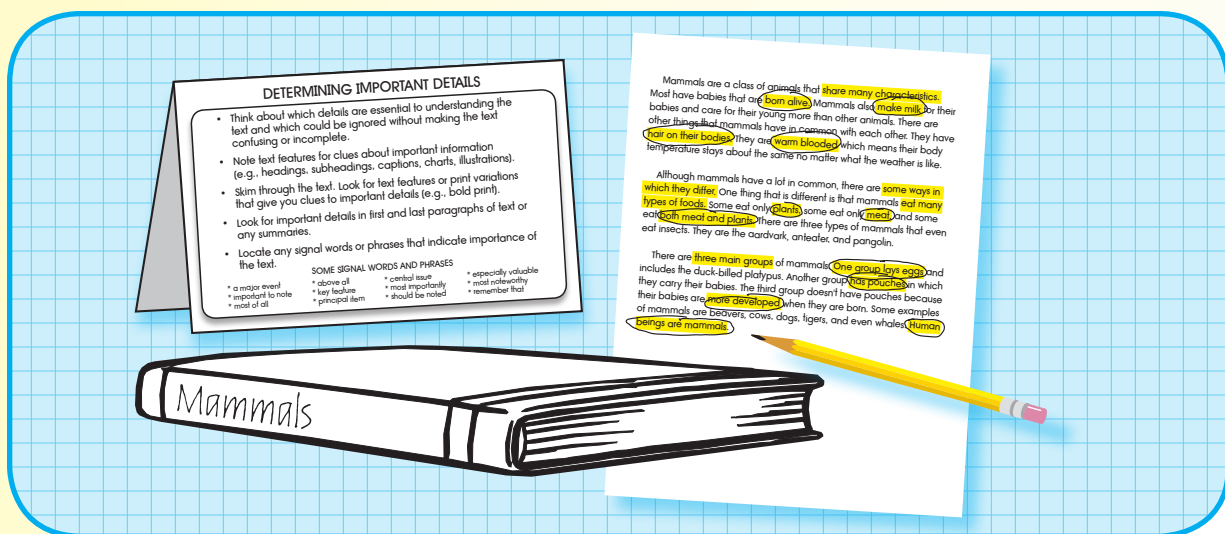 DETERMINING IMPORTANT DETAILS
• Think about which details are essential to understanding the
text and which could be ignored without making the text
confusing or incomplete.
• Note text features for clues about important information
(e.g., headings, subheadings, captions, charts, illustrations).
• Skim through the text. Look for text features or print variations
that give you clues to important details (e.g., bold print).
• Look for important details in first and last paragraphs of text or
any summaries.
• Locate any signal words or phrases that indicate importance of
the text.
SOME SIGNAL WORDS AND PHRASES
* a major event
* important to note
* most of all
* above all
* key feature
* principal item
* central issue
* most importantly
* should be noted
* especially valuable
* most noteworthy
* remember that
Mammals are a class of animals that share many characteristics.
Most have babies that are born alive. Mammals also make milk for their
babies and care for their young more than other animals. There are
other things that mammals have in common with each other. They have
hair on their bodies. They are warm blooded which means their body
temperature stays about the same no matter what the weather is like.
Although mammals have a lot in common, there are some ways in
which they differ. One thing that is different is that mammals eat many
types of foods. Some eat only plants, some eat only meat, and some
eat both meat and plants. There are three types of mammals that even
eat insects. They are the aardvark, anteater, and pangolin.
There are three main groups of mammals. One group lays eggs and
includes the duck-billed platypus. Another group has pouches in which
they carry their babies. The third group doesn't have pouches because
their babies are more developed when they are born. Some examples
of mammals are beavers, cows, dogs, tigers, and even whales. Human
beings are mammals.
Mammals